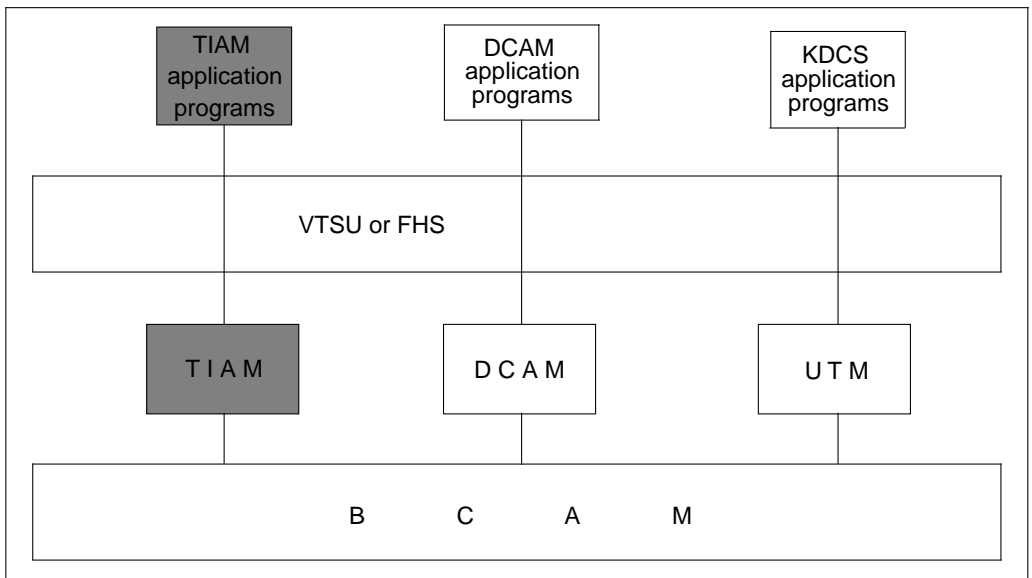 TIAM
application
programs
DCAM
application
programs
KDCS
application
programs
VTSU or FHS
T I A M
D C A M
U T M
B C A M